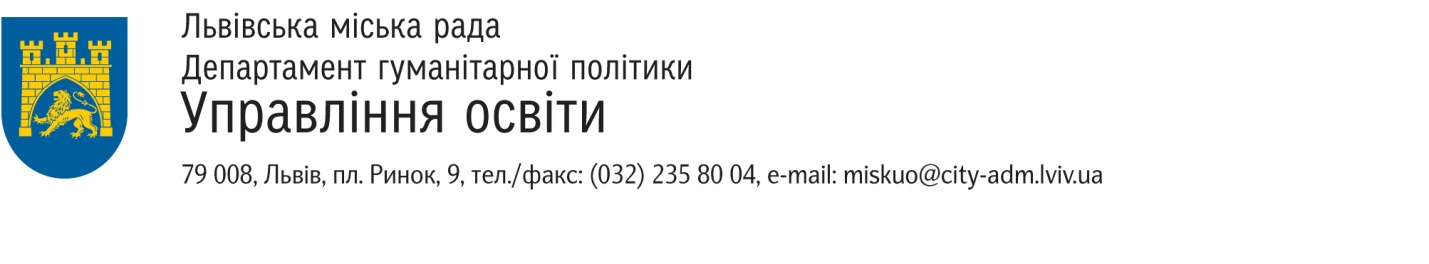 Львівська міська рада
Департамент гуманітарної політики
Управління освіти
79 008, Львів, пл. Ринок, 9, тел./факс: (032) 235 80 04, e-mail: miskuo@city-adm.lviv.ua